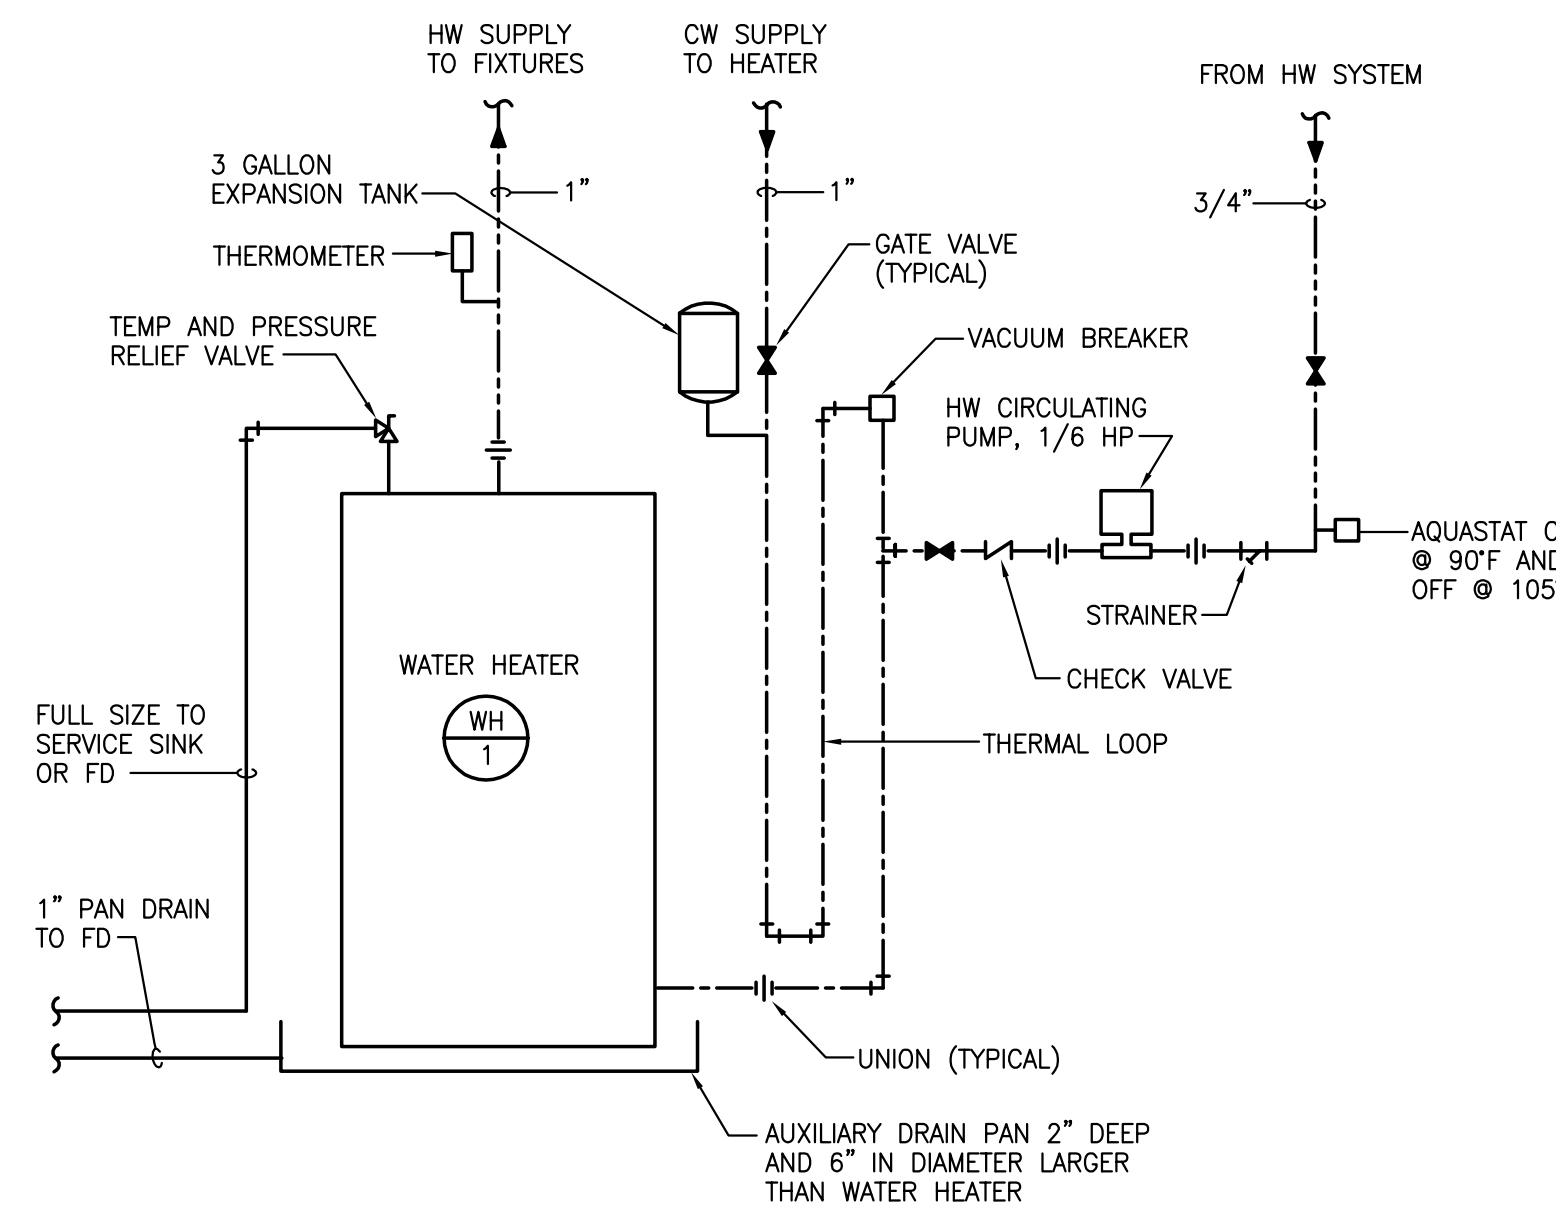 HW SUPPLY
TO FIXTURES
CW SUPPLY
TO HEATER
FROM HW SYSTEM
3 GALLON
EXPANSION TANK
1"
1"
3/4"
THERMOMETER
GATE VALVE
(TYPICAL)
TEMP AND PRESSURE
RELIEF VALVE
VACUUM BREAKER
HW CIRCULATING
PUMP, 1/6 HP
AQUASTAT
@ 90°F AND
OFF @ 105°
STRAINER
WATER HEATER
CHECK VALVE
WH
1
FULL SIZE TO
SERVICE SINK
OR FD
THERMAL LOOP
1" PAN DRAIN
TO FD
UNION (TYPICAL)
AUXILIARY DRAIN PAN 2" DEEP
AND 6" IN DIAMETER LARGER
THAN WATER HEATER